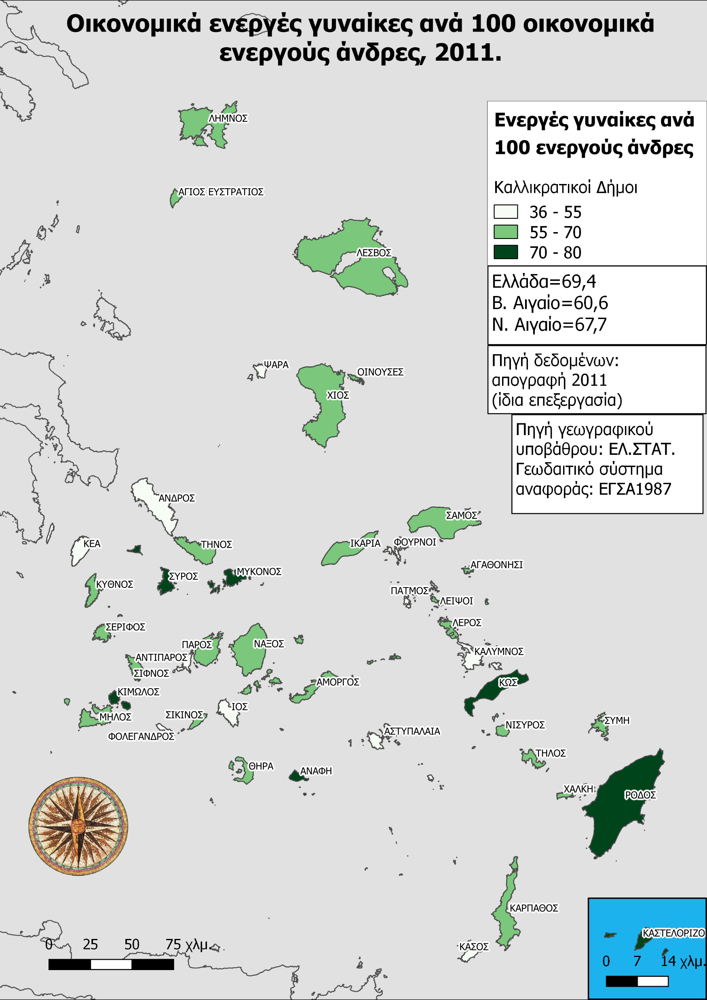 Οικονομικά ενεργές γυναίκες ανά 100 οικονομικά
ενεργούς άνδρες, 2011.
Ενεργές γυναίκες ανά
100 ενεργούς άνδρες
Καλλικρατικοί Δήμοι
36 - 55
55 - 70
70 - 80
Ελλάδα=69,4
Β. Αιγαίο=60,6
Ν. Αιγαίο=67,7
Πηγή δεδομένων:
απογραφή 2011
(ίδια επεξεργασία)
Πηγή γεωγραφικού
υποβάθρου: ΕΛ.ΣΤΑΤ.
Γεωδαιτικό σύστημα
αναφοράς: ΕΓΣΑ1987
ΛΗΜΝΟΣ
ΑΓΙΟΣ ΕΥΣΤΡΑΤΙΟΣ
ΛΕΣΒΟΣ
ΨΑΡΑ
ΟΙΝΟΥΣΕΣ
ΧΙΟΣ
ΑΝΔΡΟΣ
ΣΑΜΟΣ
ΚΕΑ
ΤΗΝΟΣ
ΙΚΑΡΙΑ
ΦΟΥΡΝΟΙ
ΑΓΑΘΟΝΗΣΙ
ΣΥΡΟΣ
ΜΥΚΟΝΟΣ
ΚΥΘΝΟΣ
ΠΑΤΜΟΣ
ΛΕΙΨΟΙ
ΣΕΡΙΦΟΣ
ΛΕΡΟΣ
ΠΑΡΟΣ
ΝΑΞΟΣ
ΑΝΤΙΠΑΡΟΣ
ΚΑΛΥΜΝΟΣ
ΣΙΦΝΟΣ
ΑΜΟΡΓΟΣ
ΚΩΣ
ΚΙΜΩΛΟΣ
ΙΟΣ
ΜΗΛΟΣ
ΣΙΚΙΝΟΣ
ΝΙΣΥΡΟΣ
ΣΥΜΗ
ΦΟΛΕΓΑΝΔΡΟΣ
ΑΣΤΥΠΑΛΑΙΑ
ΤΗΛΟΣ
ΘΗΡΑ
ΑΝΑΦΗ
ΧΑΛΚΗ
ΡΟΔΟΣ
ΚΑΡΠΑΘΟΣ
ΚΑΣΟΣ
ΚΑΣΤΕΛΟΡΙΖΟ
0 25 50 75 χλμ.
0 7 14 χλμ.